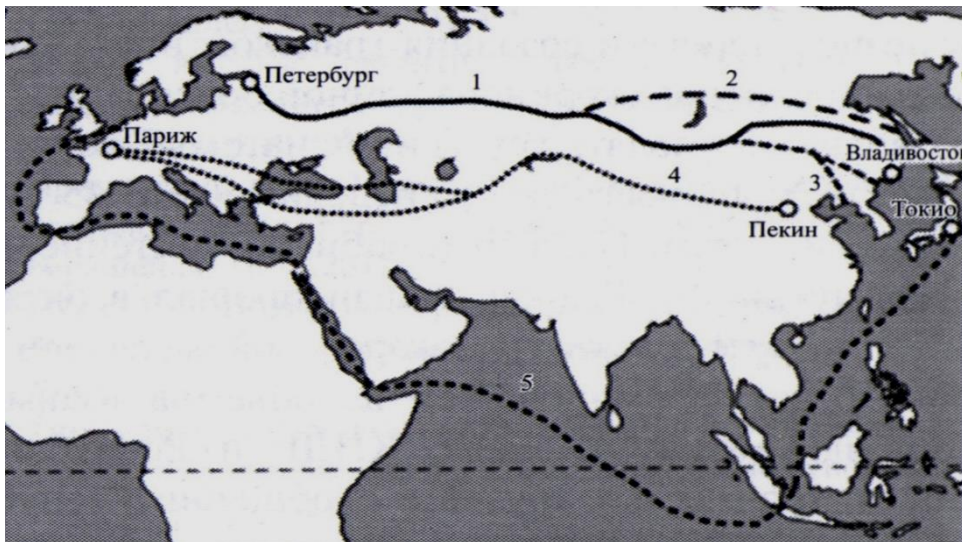 Петербург
1
2
Париж
Владивосток
4
3
Токио
Пекин
5